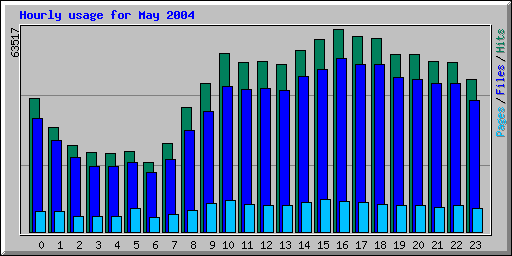 Hourly usage for May 2004
63517
Pages / Files / Hits
0 1 2 3 4 5 6 7 8 9 10 11 12 13 14 15 16 17 18 19 20 21 22 23